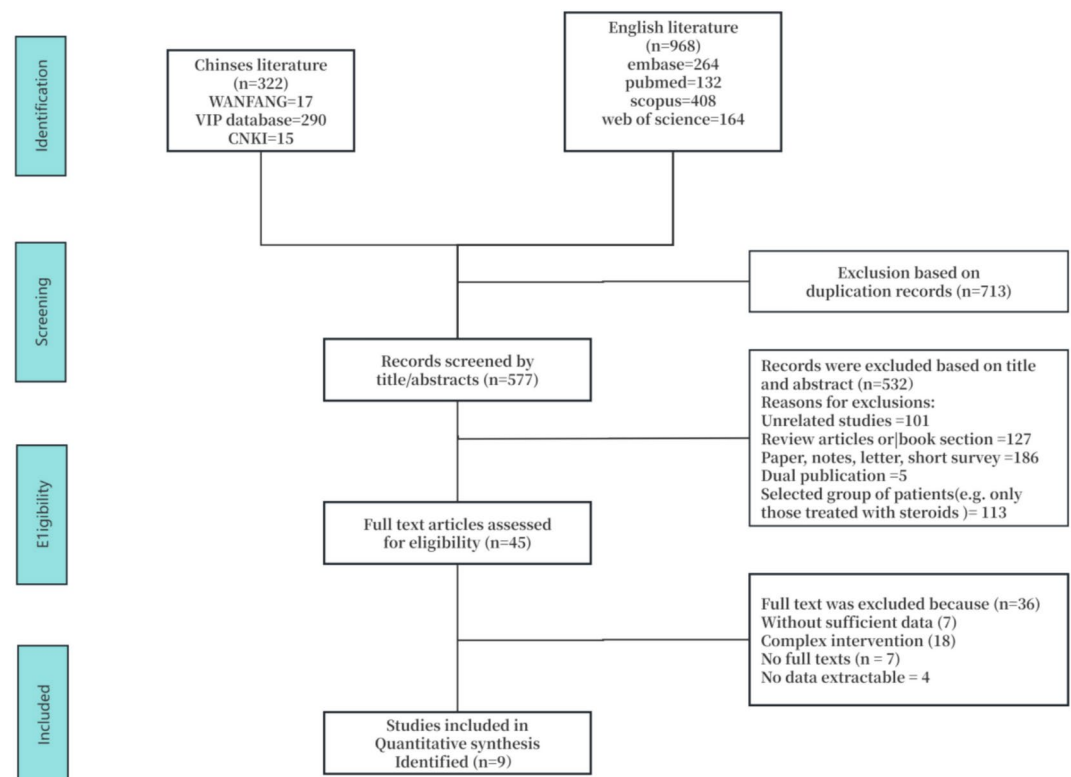 Identification
Chinses literature
(n=322)
WANFANG=17
VIP database=290
CNKI=15
English literature
(n=968)
embase=264
pubmed=132
scopus=408
web of science=164
Screening
Exclusion based on
duplication records (n=713)
Records screened by
title/abstracts (n=577)
Records were excluded based on title
and abstract (n=532)
Reasons for exclusions:
Unrelated studies =101
Review articles or|book section =127
Paper, notes, letter, short survey =186
Dual publication =5
Selected group of patients(e.g. only
those treated with steroids )= 113
E1igibility
Full text articles assessed
for eligibility (n=45)
Full text was excluded because (n=36)
Without sufficient data (7)
Complex intervention (18)
No full texts (n = 7)
No data extractable = 4
Included
Studies included in
Quantitative synthesis
Identified (n=9)